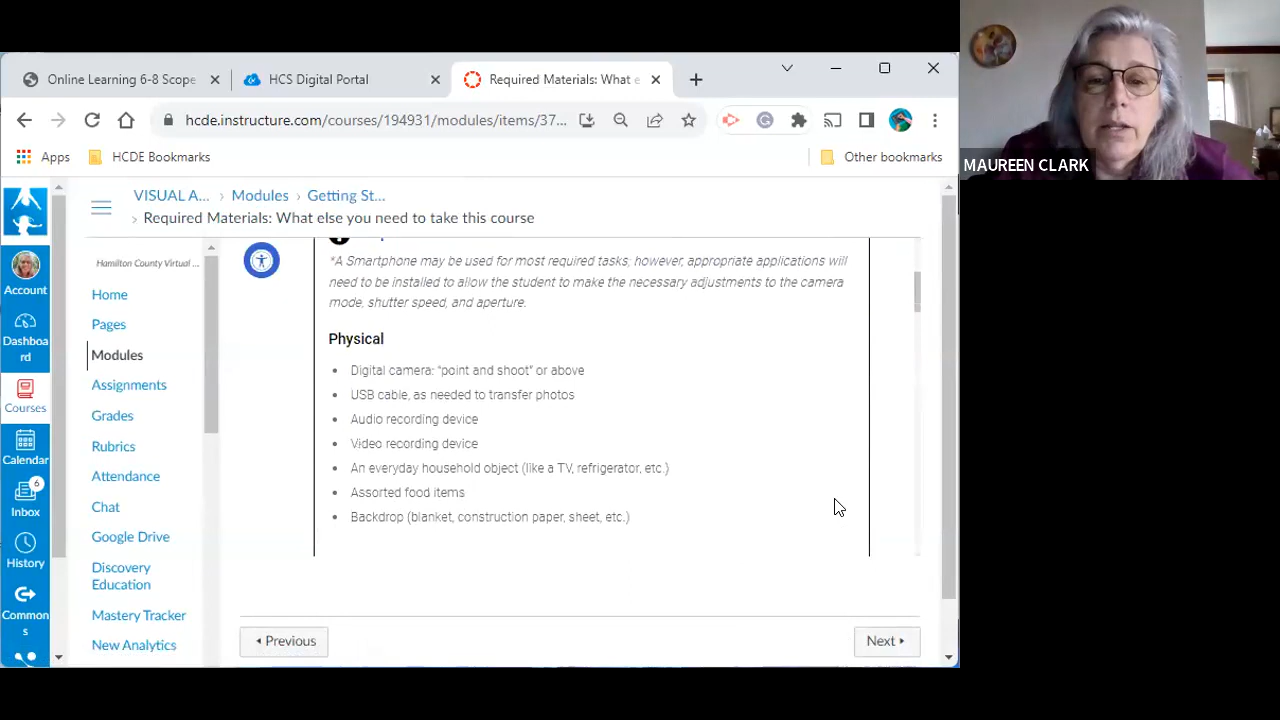 Online Learning 6-8 Scope
HCS Digital Portal
Required Materials: What e
hcde.instructure.com/courses/194931/modules/items/37...
Apps
HCDE Bookmarks
Other bookmarks
MAUREEN CLARK
VISUAL A... › Modules › Getting St...
› Required Materials: What else you need to take this course
Account
Dashboa
rd
Courses
Calendar
6
Inbox
History
Common
s
Hamilton County Virtual ...
Home
Pages
Modules
Assignments
Grades
Rubrics
Attendance
Chat
Google Drive
Discovery
Education
Mastery Tracker
New Analytics
*A Smartphone may be used for most required tasks; however, appropriate applications will
need to be installed to allow the student to make the necessary adjustments to the camera
mode, shutter speed, and aperture.
Physical
• Digital camera: “point and shoot” or above
• USB cable, as needed to transfer photos
• Audio recording device
• Video recording device
• An everyday household object (like a TV, refrigerator, etc.)
• Assorted food items
• Backdrop (blanket, construction paper, sheet, etc.)
Previous
Next